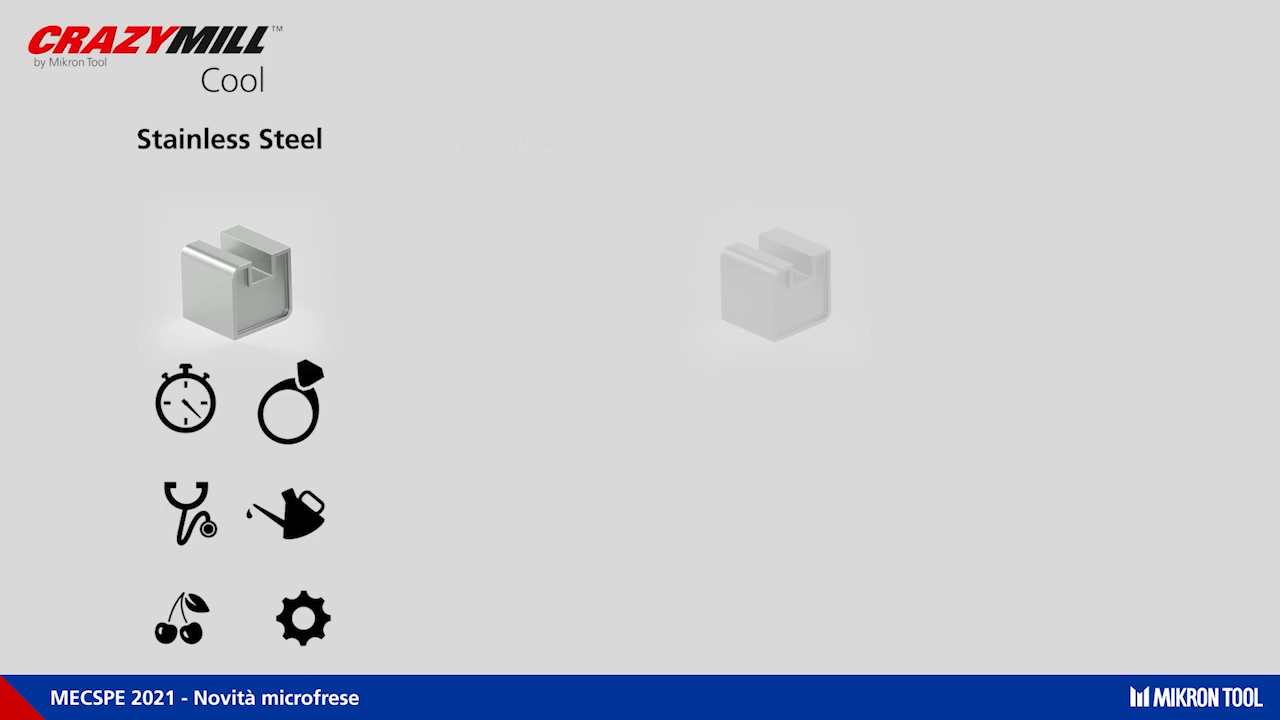 CRAZYMILL™
by Mikron Tool
Cool
Stainless Steel
MECSPE 2021 - Novità microfrese
MIKRON TOOL